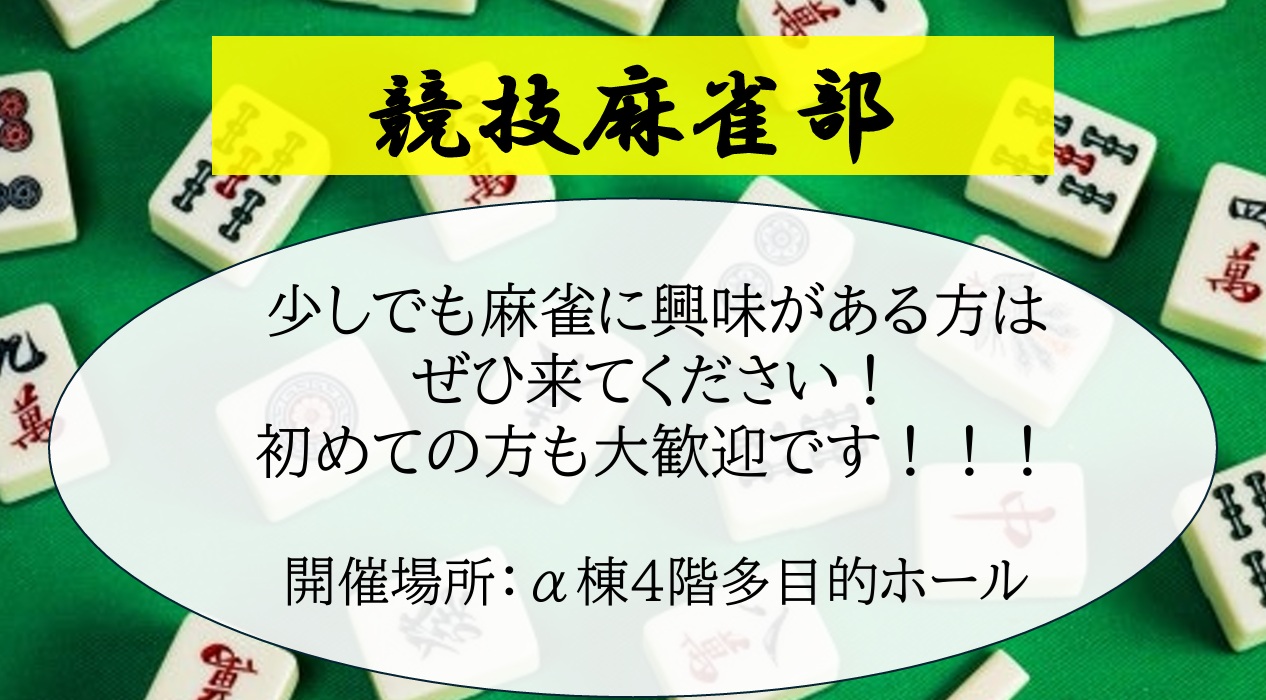 競技麻雀部
少しでも麻雀に興味がある方は
ぜひ来てください！
初めての方も大歓迎です！！！
開催場所：α棟4階多目的ホール